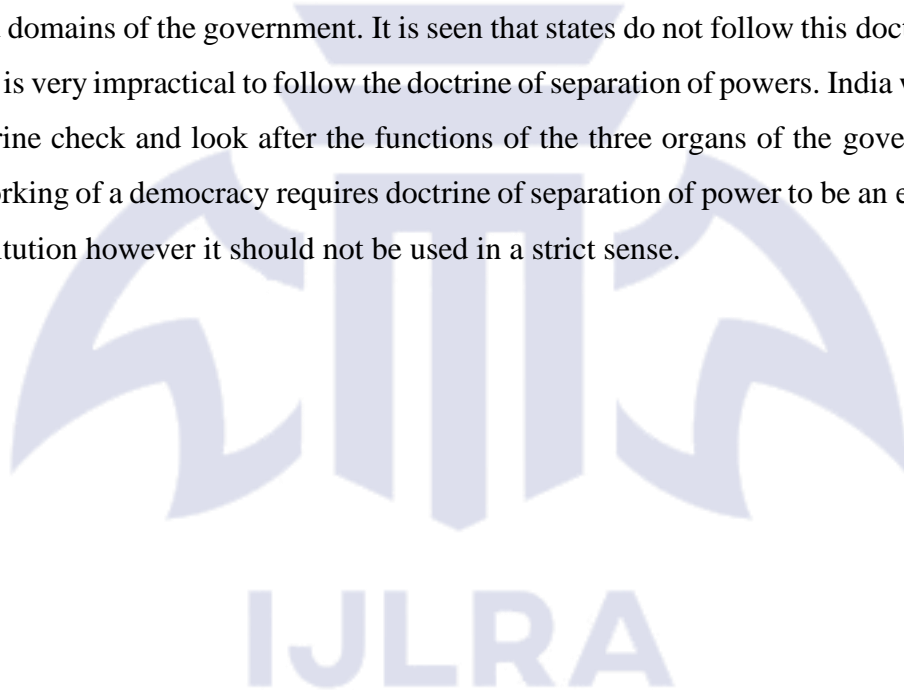 domains of the government. It is seen that states do not follow this doct
is very impractical to follow the doctrine of separation of powers. India
rine check and look after the functions of the three organs of the gove
orking of a democracy requires doctrine of separation of power to be an e
itution however it should not be used in a strict sense.
IJLRA